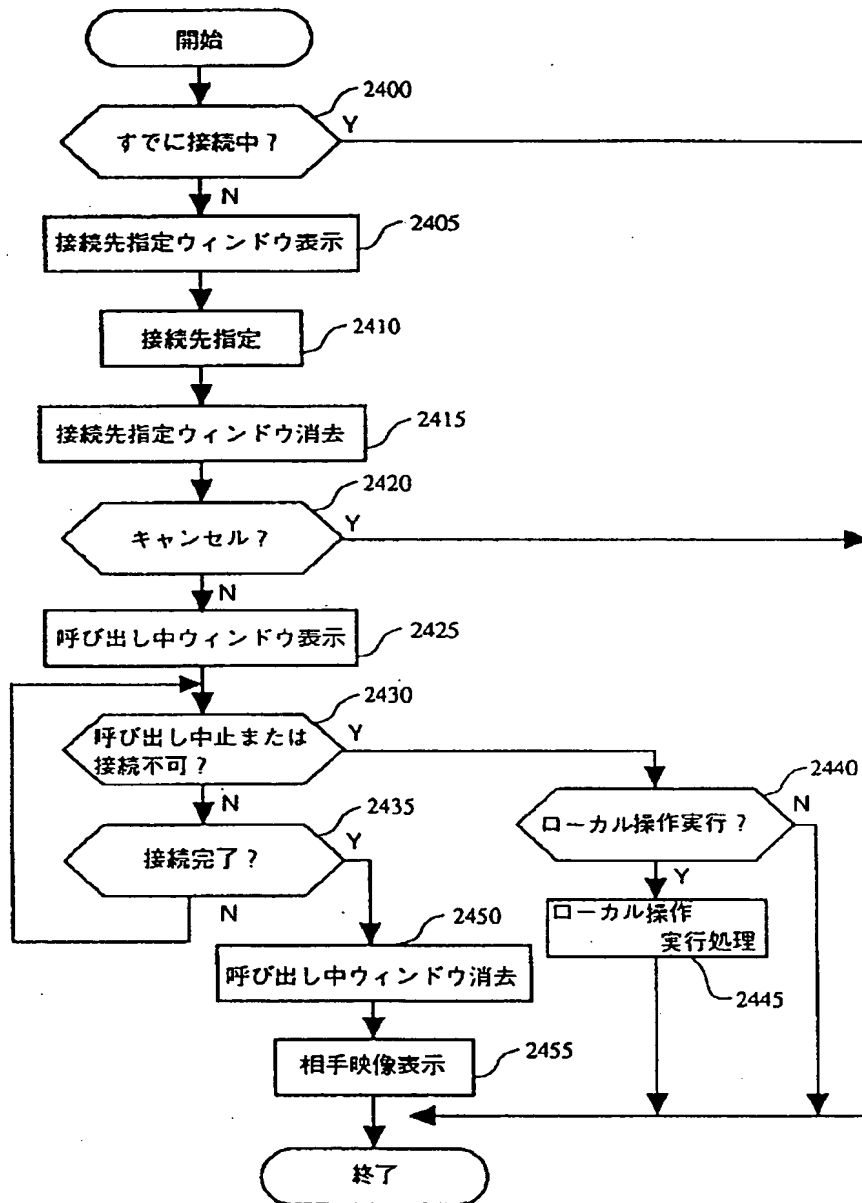 開始
2400
すでに接続中?
Y
N
2405
接続先指定ウィンドウ表示
2410
接続先指定
2415
接続先指定ウィンドウ消去
2420
キャンセル?
Y
N
2425
呼び出し中ウィンドウ表示
2430
呼び出し中止または
接続不可?
Y
N
2440
ローカル操作実行?
N
Y
2435
接続完了?
Y
N
ローカル操作
実行処理
2445
2450
呼び出し中ウィンドウ消去
2455
相手映像表示
終了